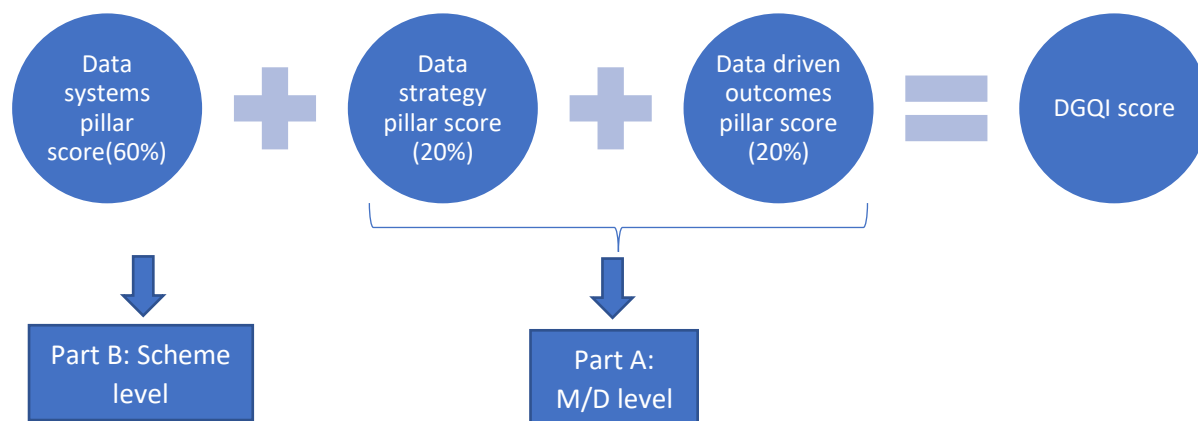 Data
systems
pillar
score(60%)
Data
strategy
pillar score
(20%)
Data driven
outcomes
pillar score
(20%)
DGQI score
Part B: Scheme
level
Part A:
M/D level